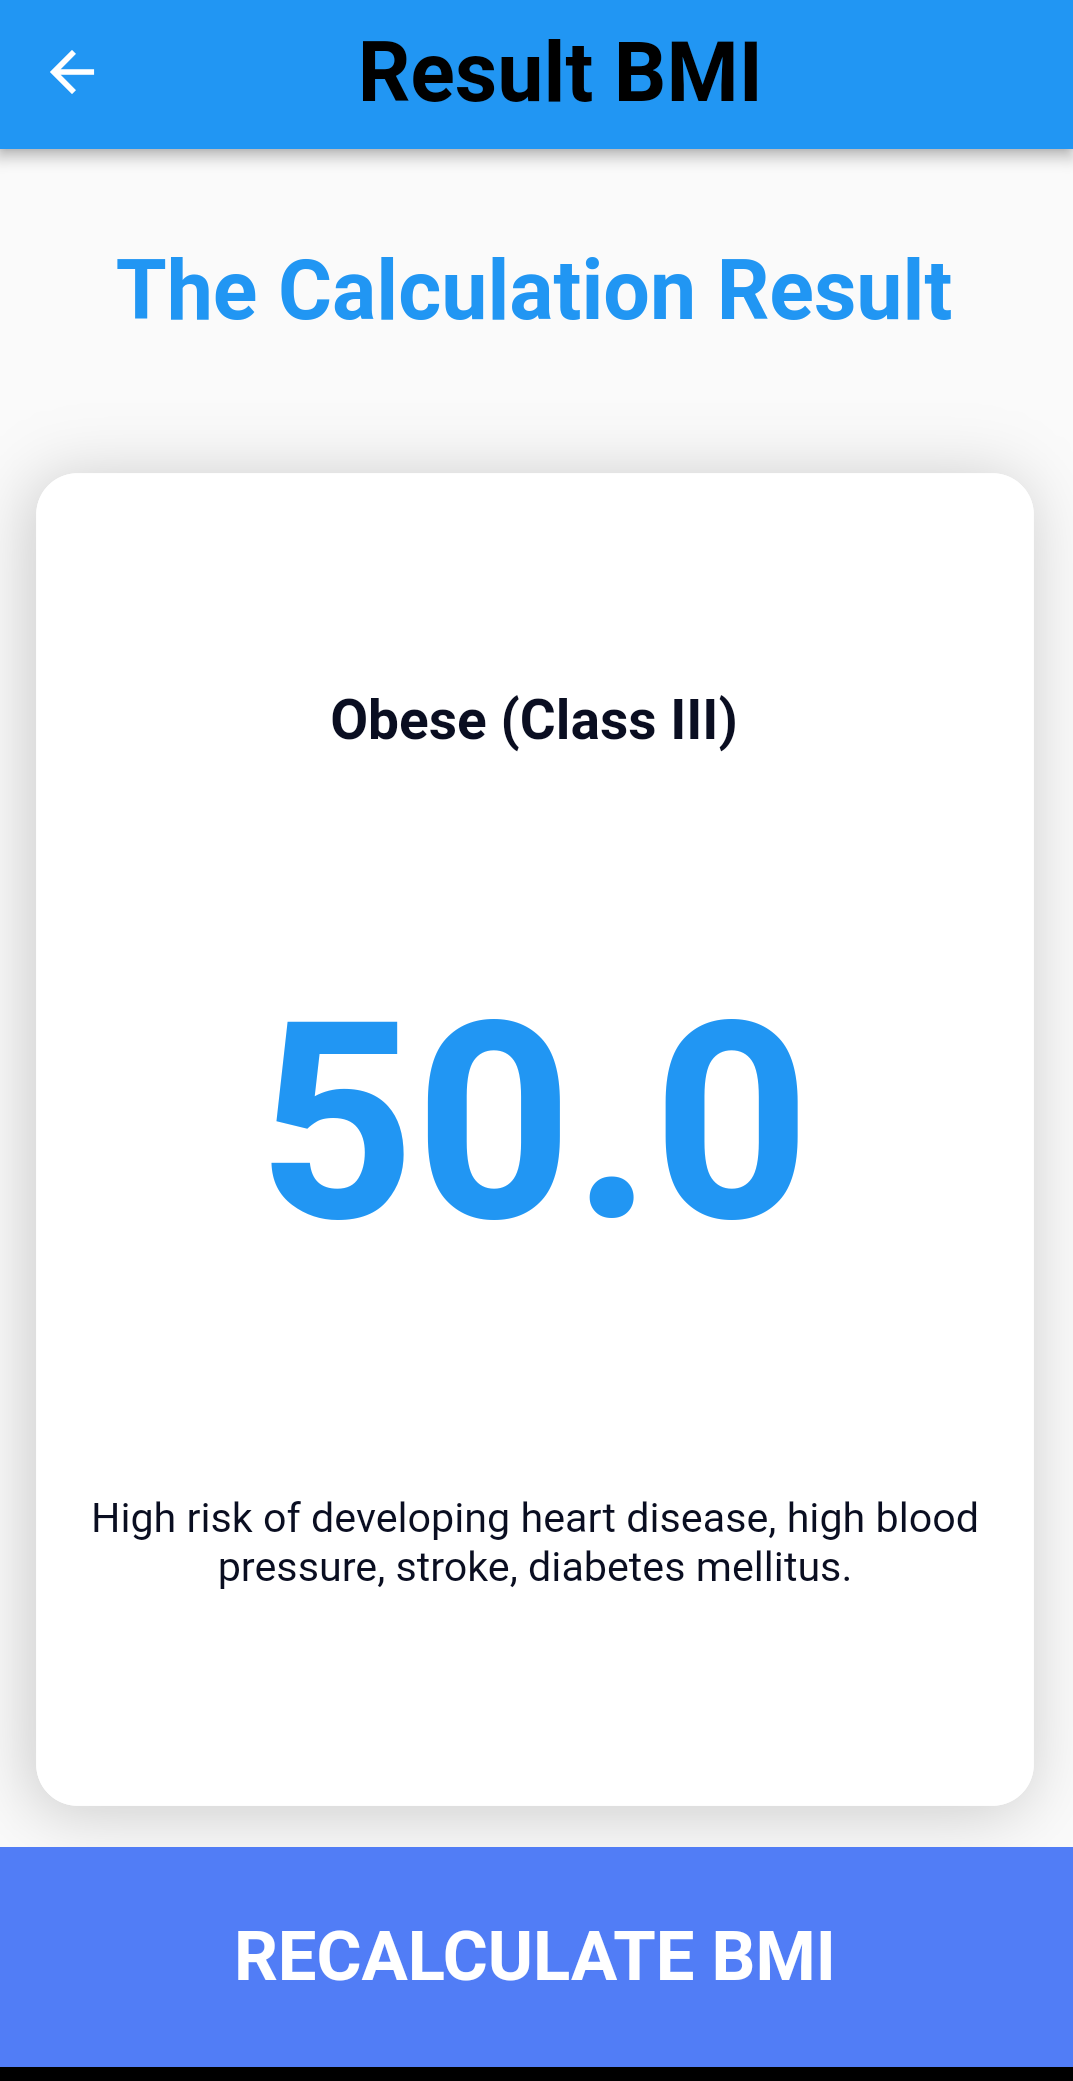 Result BMI
The Calculation Result
Obese (Class III)
50.0
High risk of developing heart disease, high blood
pressure, stroke, diabetes mellitus.
RECALCULATE BMI